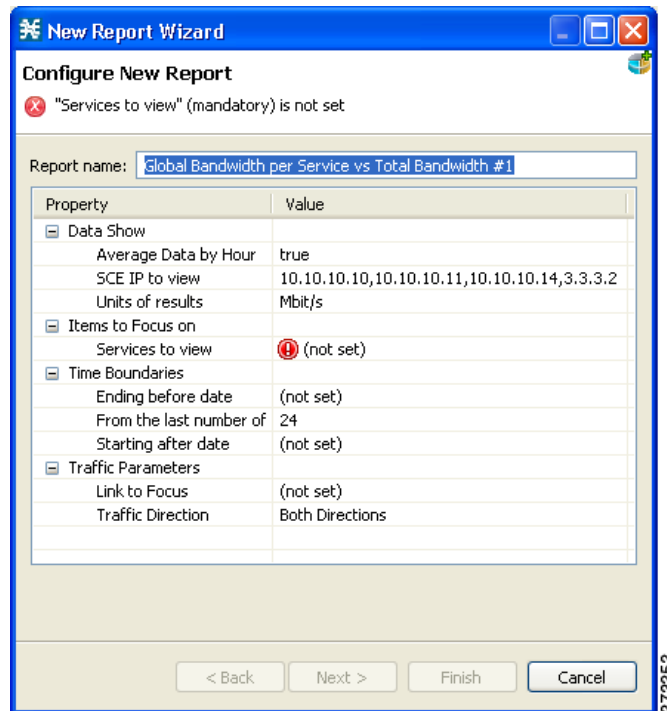 New Report Wizard
Configure New Report
"Services to view" (mandatory) is not set
Report name: Global Bandwidth per Service vs Total Bandwidth #1
Property Value
Data Show
Average Data by Hour true
SCE IP to view 10.10.10.10,10.10.10.11,10.10.10.14,3.3.3.2
Units of results Mbit/s
Items to Focus on
Services to view (not set)
Time Boundaries
Ending before date (not set)
From the last number of 24
Starting after date (not set)
Traffic Parameters
Link to Focus (not set)
Traffic Direction Both Directions
< Back Next > Finish Cancel